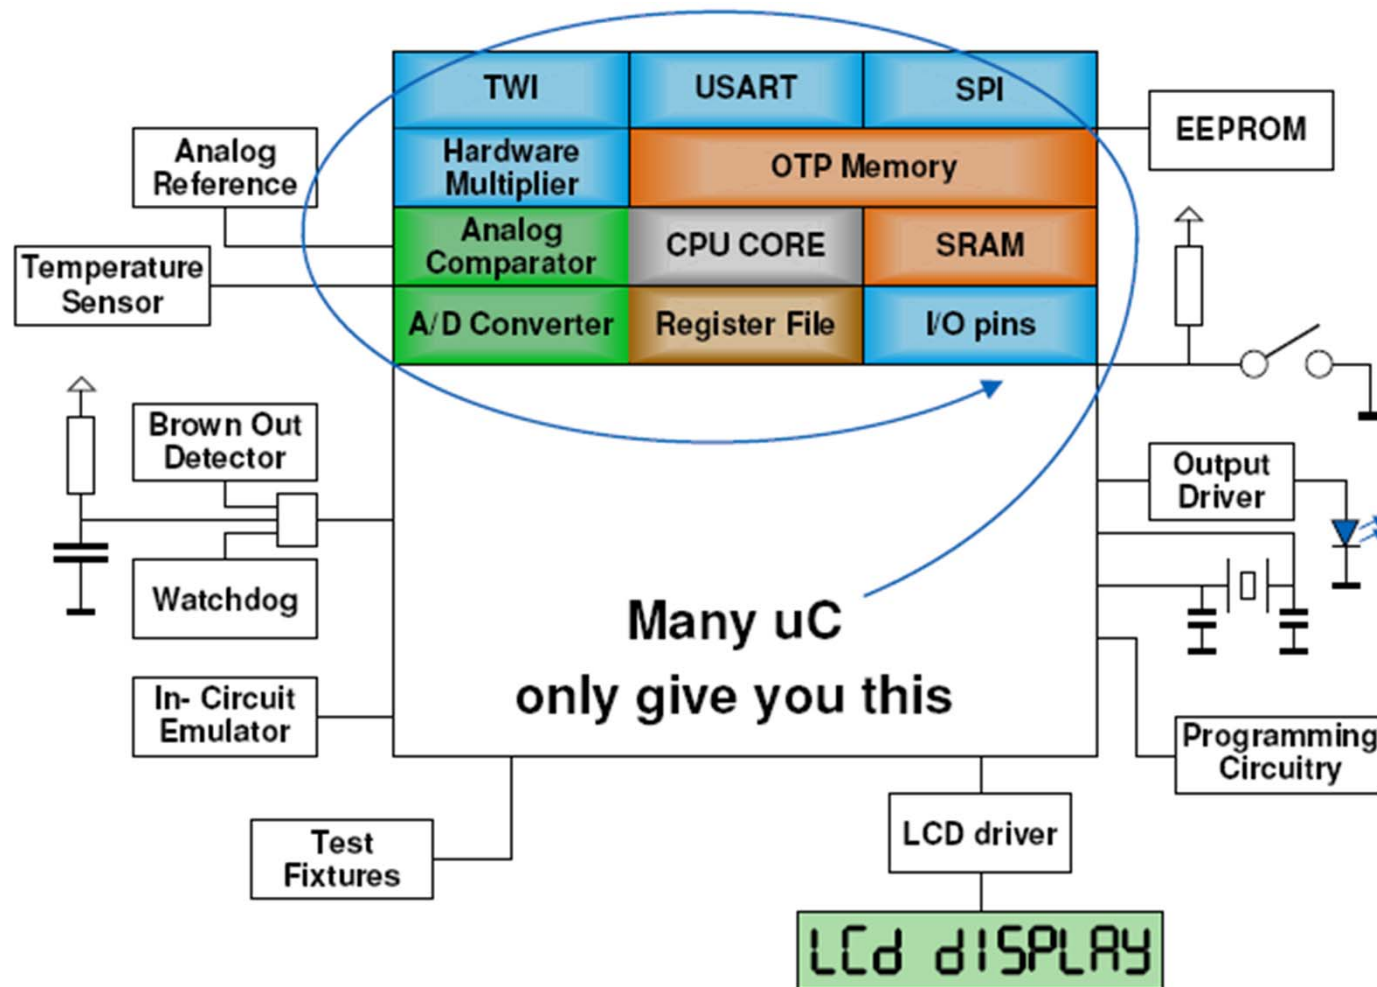 TWI
USART
SPI
EEPROM
Analog
Reference
Hardware
Multiplier
OTP Memory
Analog
Comparator
CPU CORE
SRAM
Temperature
Sensor
A/D Converter
Register File
I/O pins
Brown Out
Detector
Output
Driver
Watchdog
Many uC
only give you this
In- Circuit
Emulator
Programming
Circuitry
Test
Fixtures
LCD driver
LCd dISPLAY